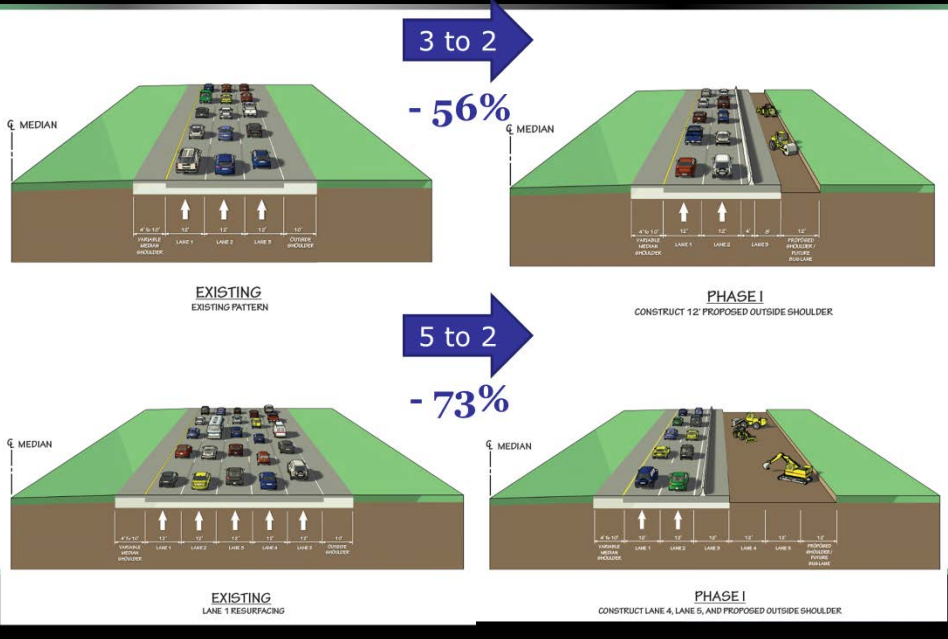 3 to 2
- 56%
℄ MEDIAN
4' to 10' 12' 12' 12' 10'
VARIABLE MEDIAN SHOULDER
LANE 1
LANE 2
LANE 3
OUTSIDE SHOULDER
EXISTING
EXISTING PATTERN
℄ MEDIAN
4' to 10' 12' 12' 4' 8' 12'
VARIABLE MEDIAN SHOULDER
LANE 1
LANE 2
LANE 3
PROPOSED SHOULDER / FUTURE BUS LANE
PHASE I
CONSTRUCT 12' PROPOSED OUTSIDE SHOULDER
5 to 2
- 73%
℄ MEDIAN
4' to 10' 12' 12' 12' 12' 12' 10'
VARIABLE MEDIAN SHOULDER
LANE 1
LANE 2
LANE 3
LANE 4
OUTSIDE SHOULDER
EXISTING
LANE 1 RESURFACING
℄ MEDIAN
4' to 10' 12' 12' 12' 12' 12' 12'
VARIABLE MEDIAN SHOULDER
LANE 1
LANE 2
LANE 3
LANE 4
LANE 5
PROPOSED SHOULDER / FUTURE BUS LANE
PHASE I
CONSTRUCT LANE 4, LANE 5, AND PROPOSED OUTSIDE SHOULDER